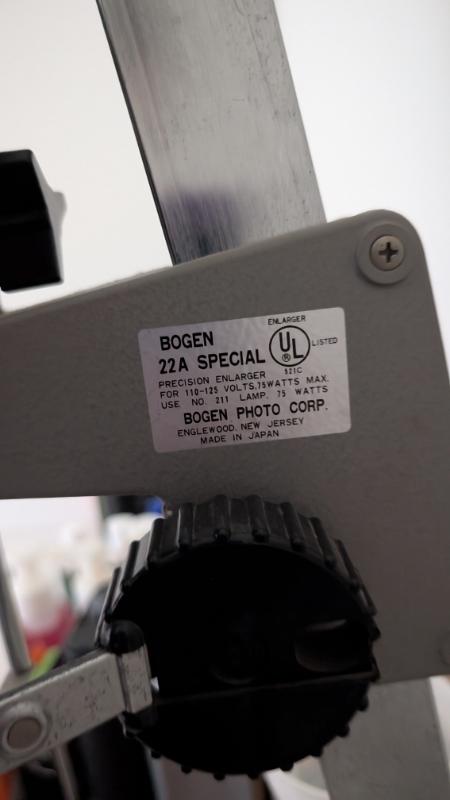 BOGEN
22A SPECIAL
ENLARGER
UL
®
LISTED
521C
PRECISION ENLARGER
FOR 110-125 VOLTS,75WATTS MAX.
USE NO. 211 LAMP. 75 WATTS
BOGEN PHOTO CORP.
ENGLEWOOD, NEW JERSEY
MADE IN JAPAN